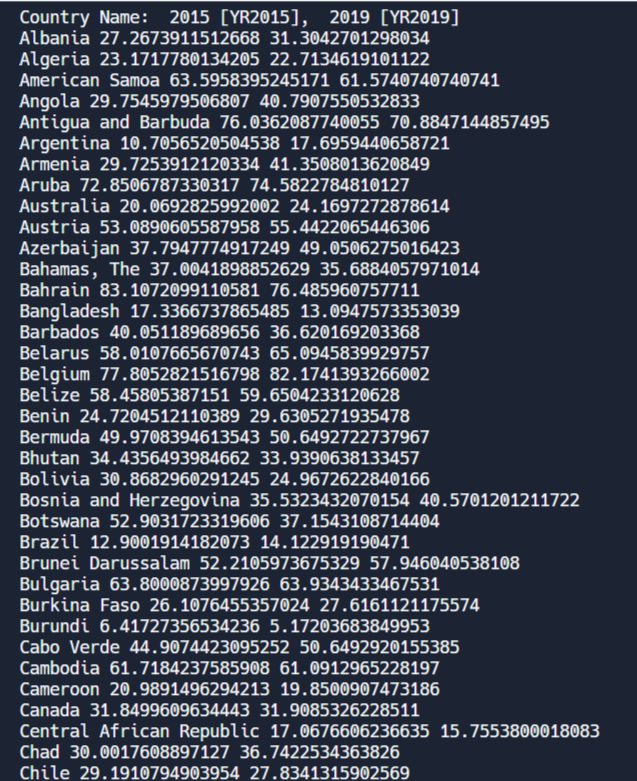 Country Name:  2015 [YR2015],  2019 [YR2019]
Albania 27.2673911512668 31.3042701298034
Algeria 23.1717780134205 22.7134619101122
American Samoa 63.5958395245171 61.5740740740741
Angola 29.7545979506807 40.7907550532833
Antigua and Barbuda 76.0362087740055 70.8847144857495
Argentina 10.7056520504538 17.6959440658721
Armenia 29.7253912120334 41.3508013620849
Aruba 72.8506787330317 74.5822784810127
Australia 20.0692825992002 24.1697272878614
Austria 53.0890605587958 55.4422065446306
Azerbaijan 37.7947774917249 49.0506275016423
Bahamas, The 37.0041898852629 35.6884057971014
Bahrain 83.1072099110581 76.485960757711
Bangladesh 17.3366737865485 13.0947573353039
Barbados 40.051189689656 36.620169203368
Belarus 58.0107665670743 65.0945839929757
Belgium 77.8052821516798 82.1741393266002
Belize 58.45805387151 59.6504233120628
Benin 24.7204512110389 29.6305271935478
Bermuda 49.9708394613543 50.6492722737967
Bhutan 34.4356493984662 33.9390638133457
Bolivia 30.8682960291245 24.9672622840166
Bosnia and Herzegovina 35.5323432070154 40.5701201211722
Botswana 52.9031723319606 37.1543108714404
Brazil 12.9001914182073 14.122919190471
Brunei Darussalam 52.2105973675329 57.946040538108
Bulgaria 63.8000873997926 63.9343433467531
Burkina Faso 26.1076455357024 27.6161121175574
Burundi 6.41727356534236 5.17203683849953
Cabo Verde 44.9074423095252 50.6492920155385
Cambodia 61.7184237585908 61.0912965228197
Cameroon 20.9891496294213 19.8500907473186
Canada 31.8499609634443 31.9085326228511
Central African Republic 17.0676606236635 15.7553800018083
Chad 30.0017608897127 36.7422534363826
Chile 29.1910794903954 27.8341315902569